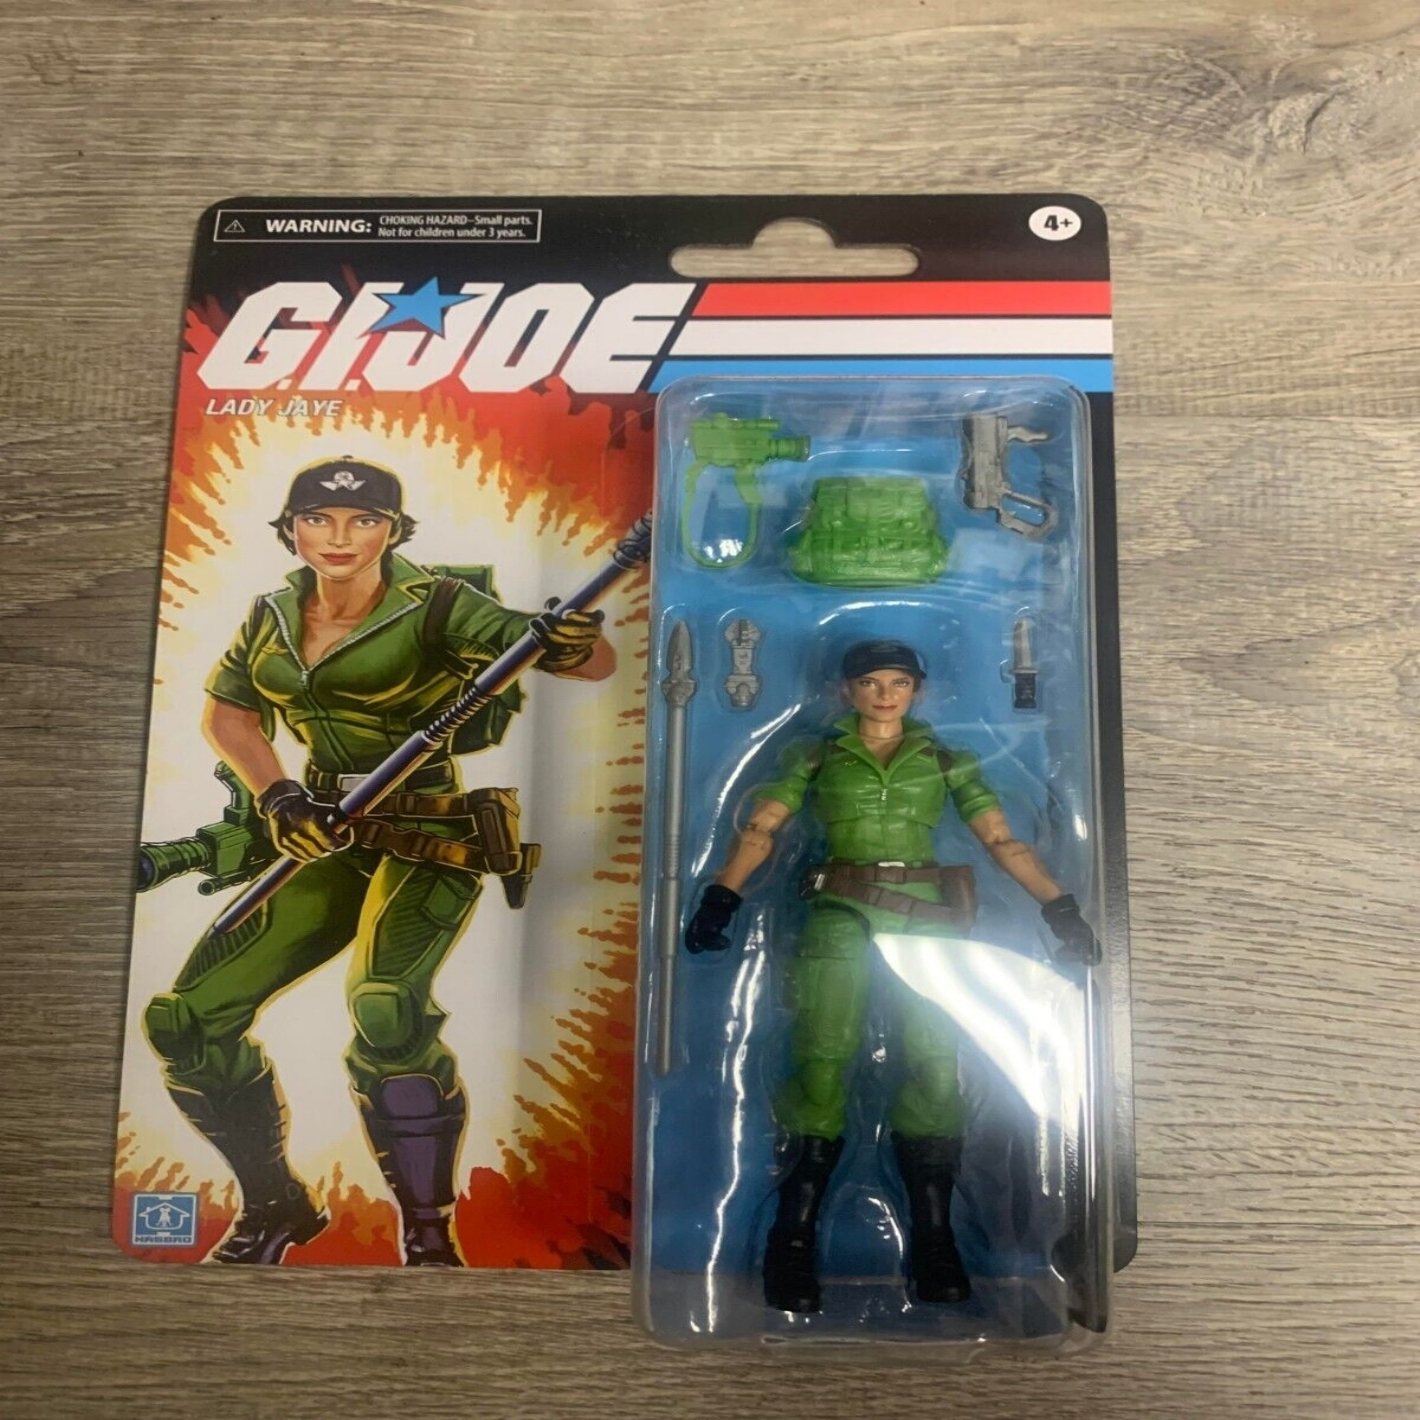 WARNING: CHOKING HAZARD–Small parts.
Not for children under 3 years.
4+
G.I. JOE
LADY JAYE
HASBRO